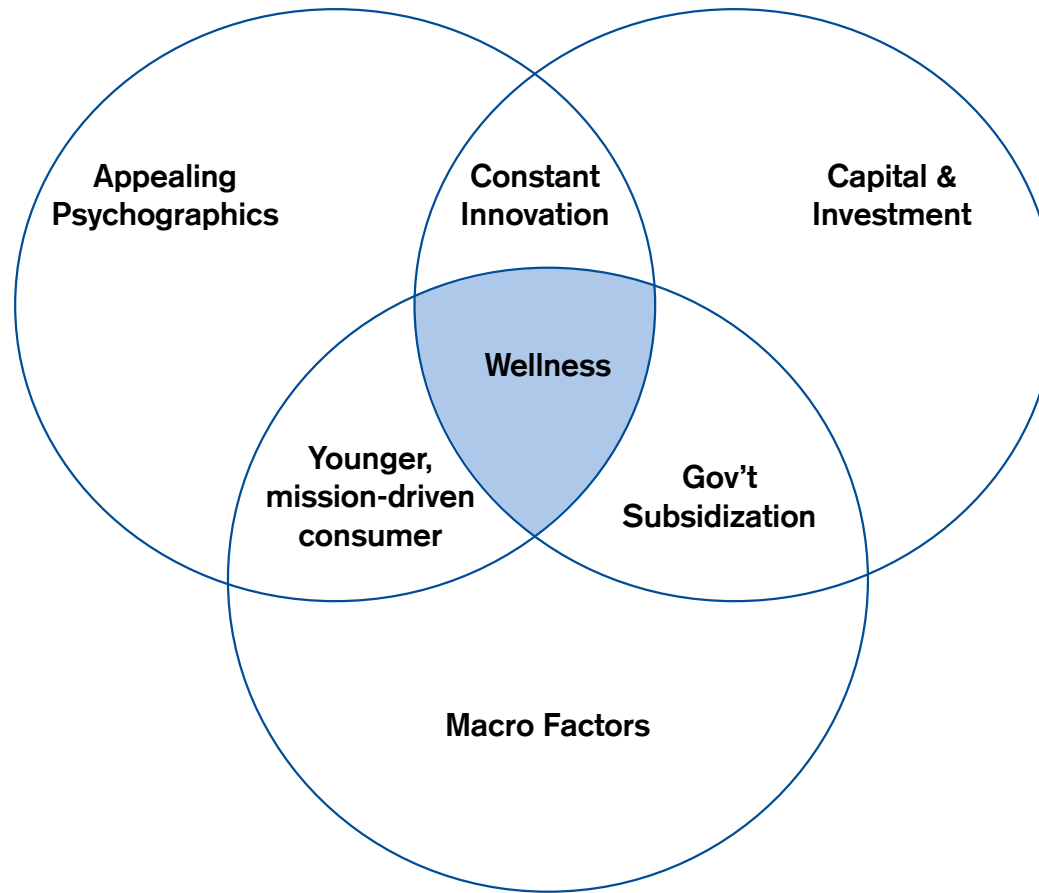 Appealing
Psychographics
Constant
Innovation
Capital &
Investment
Wellness
Younger,
mission-driven
consumer
Gov't
Subsidization
Macro Factors